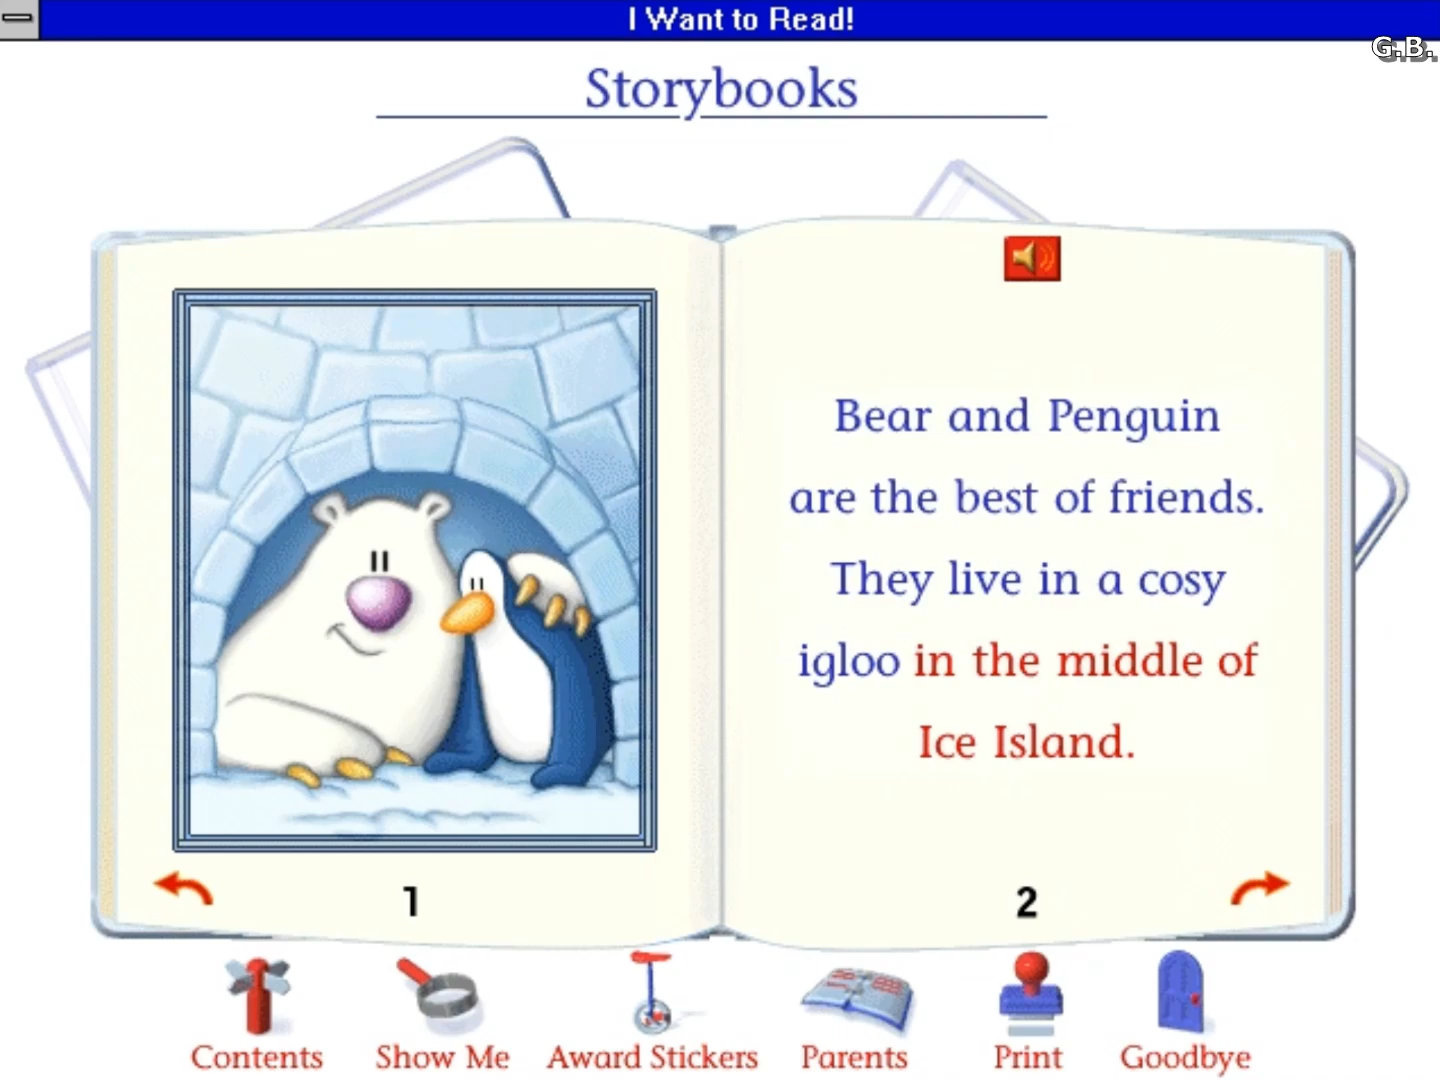 I Want to Read!
G.B.
Storybooks
Bear and Penguin
are the best of friends.
They live in a cosy
igloo in the middle of
Ice Island.
1
2
Contents
Show Me
Award Stickers
Parents
Print
Goodbye